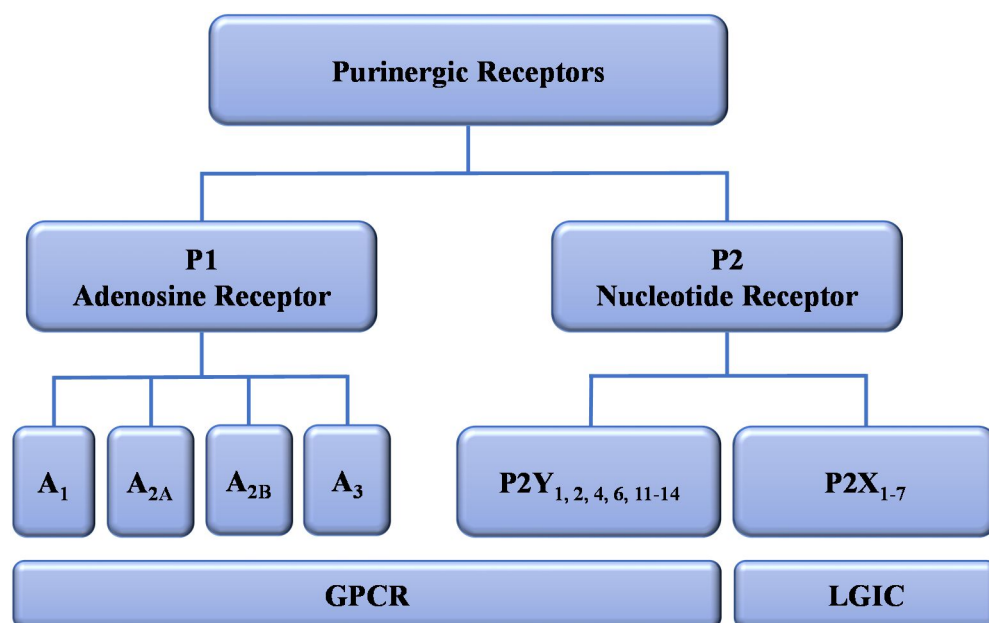 Purinergic Receptors
P1
Adenosine Receptor
P2
Nucleotide Receptor
A₁
A₂A
A₂B
A₃
P2Y₁, ₂, ₄, ₆, ₁₁₋₁₄
P2X₁₋₇
GPCR
LGIC